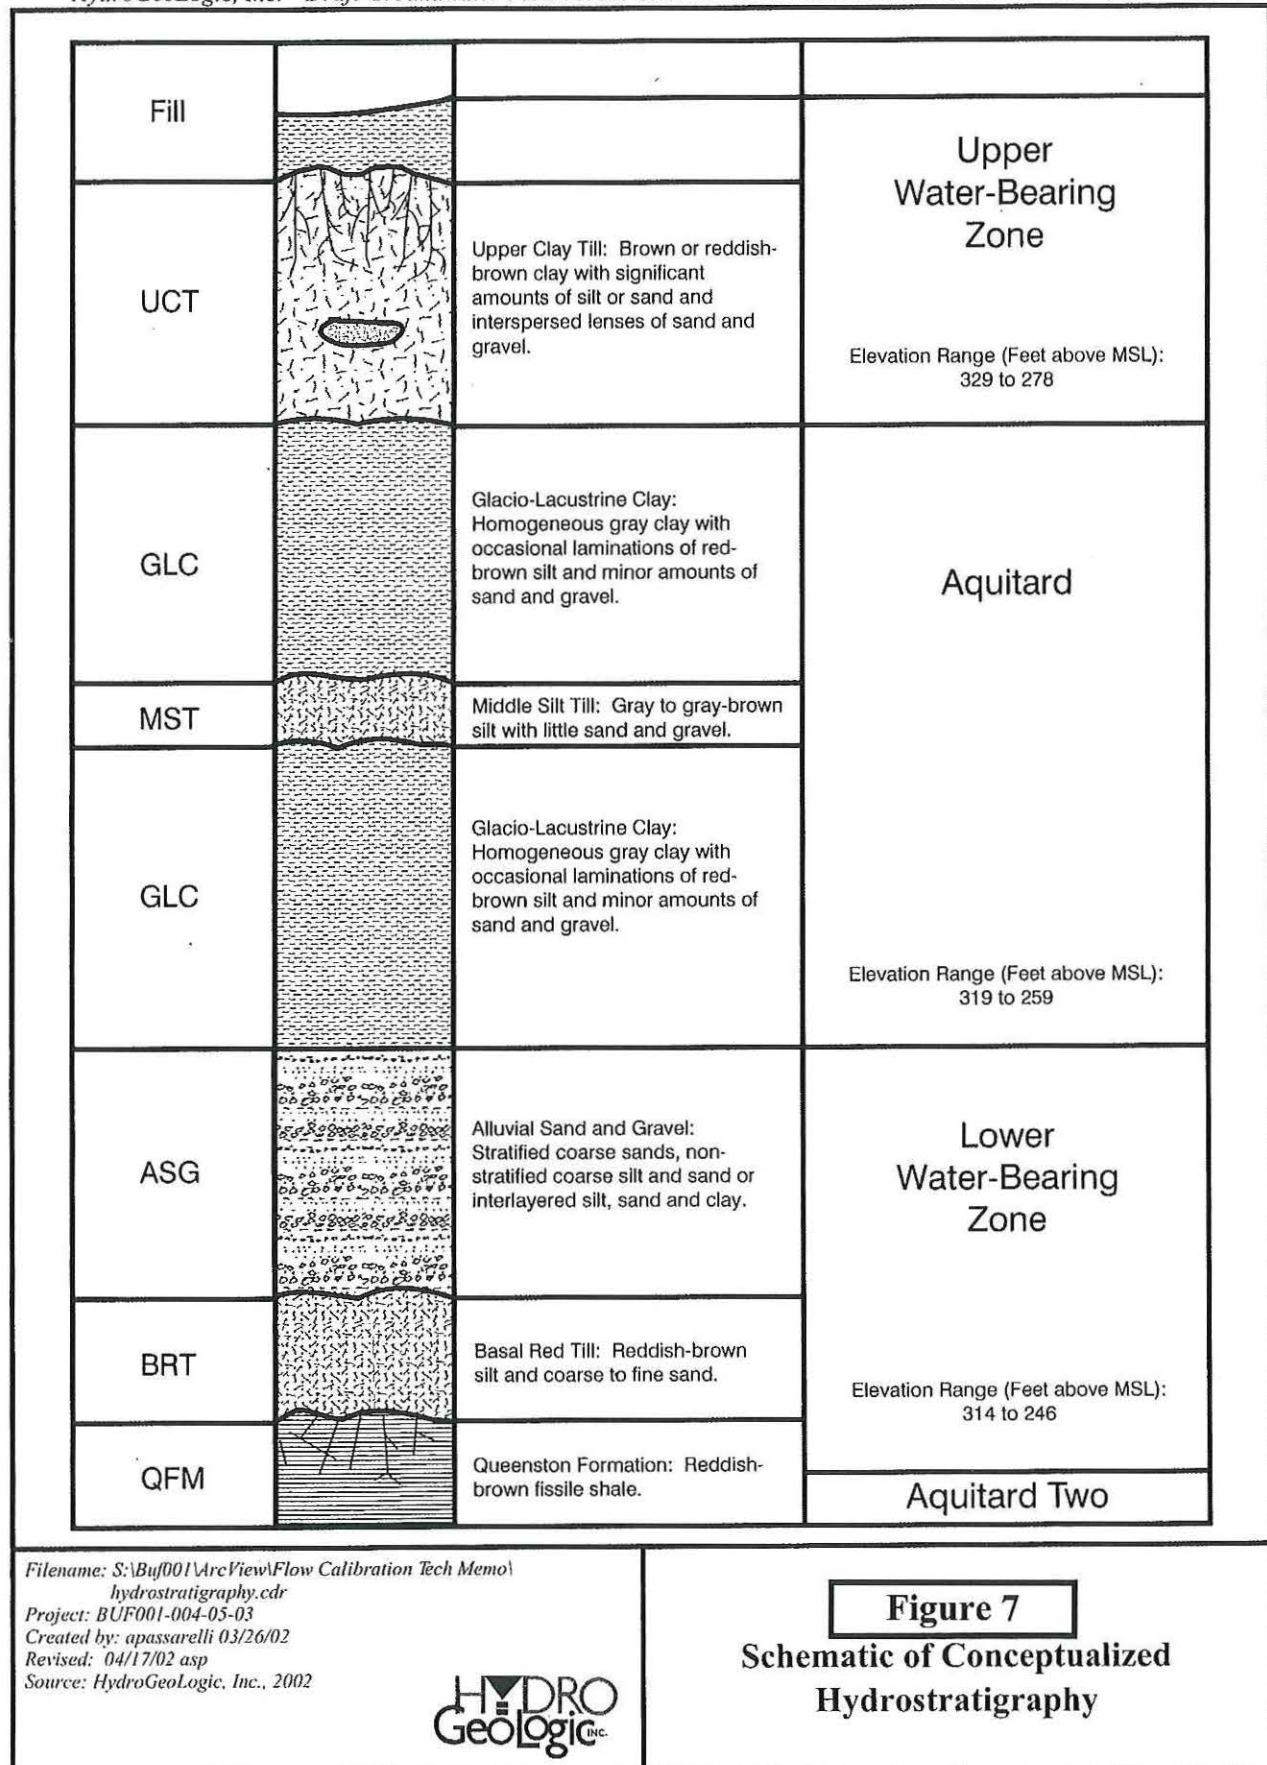 HydroGeoLogic, Inc.
Fill
Upper
Water-Bearing
Zone
UCT
Upper Clay Till: Brown or reddish-
brown clay with significant
amounts of silt or sand and
interspersed lenses of sand and
gravel.
Elevation Range (Feet above MSL):
329 to 278
GLC
Glacio-Lacustrine Clay:
Homogeneous gray clay with
occasional laminations of red-
brown silt and minor amounts of
sand and gravel.
Aquitard
MST
Middle Silt Till: Gray to gray-brown
silt with little sand and gravel.
GLC
Glacio-Lacustrine Clay:
Homogeneous gray clay with
occasional laminations of red-
brown silt and minor amounts of
sand and gravel.
Elevation Range (Feet above MSL):
319 to 259
ASG
Alluvial Sand and Gravel:
Stratified coarse sands, non-
stratified coarse silt and sand or
interlayered silt, sand and clay.
Lower
Water-Bearing
Zone
BRT
Basal Red Till: Reddish-brown
silt and coarse to fine sand.
Elevation Range (Feet above MSL):
314 to 246
QFM
Queenston Formation: Reddish-
brown fissile shale.
Aquitard Two
Filename: S:\Buf001\ArcView\Flow Calibration Tech Memo\
hydrostratigraphy.cdr
Project: BUF001-004-05-03
Created by: apassarelli 03/26/02
Revised: 04/17/02 asp
Source: HydroGeoLogic, Inc., 2002
HYDRO
GeoLogic INC.
Figure 7
Schematic of Conceptualized
Hydrostratigraphy